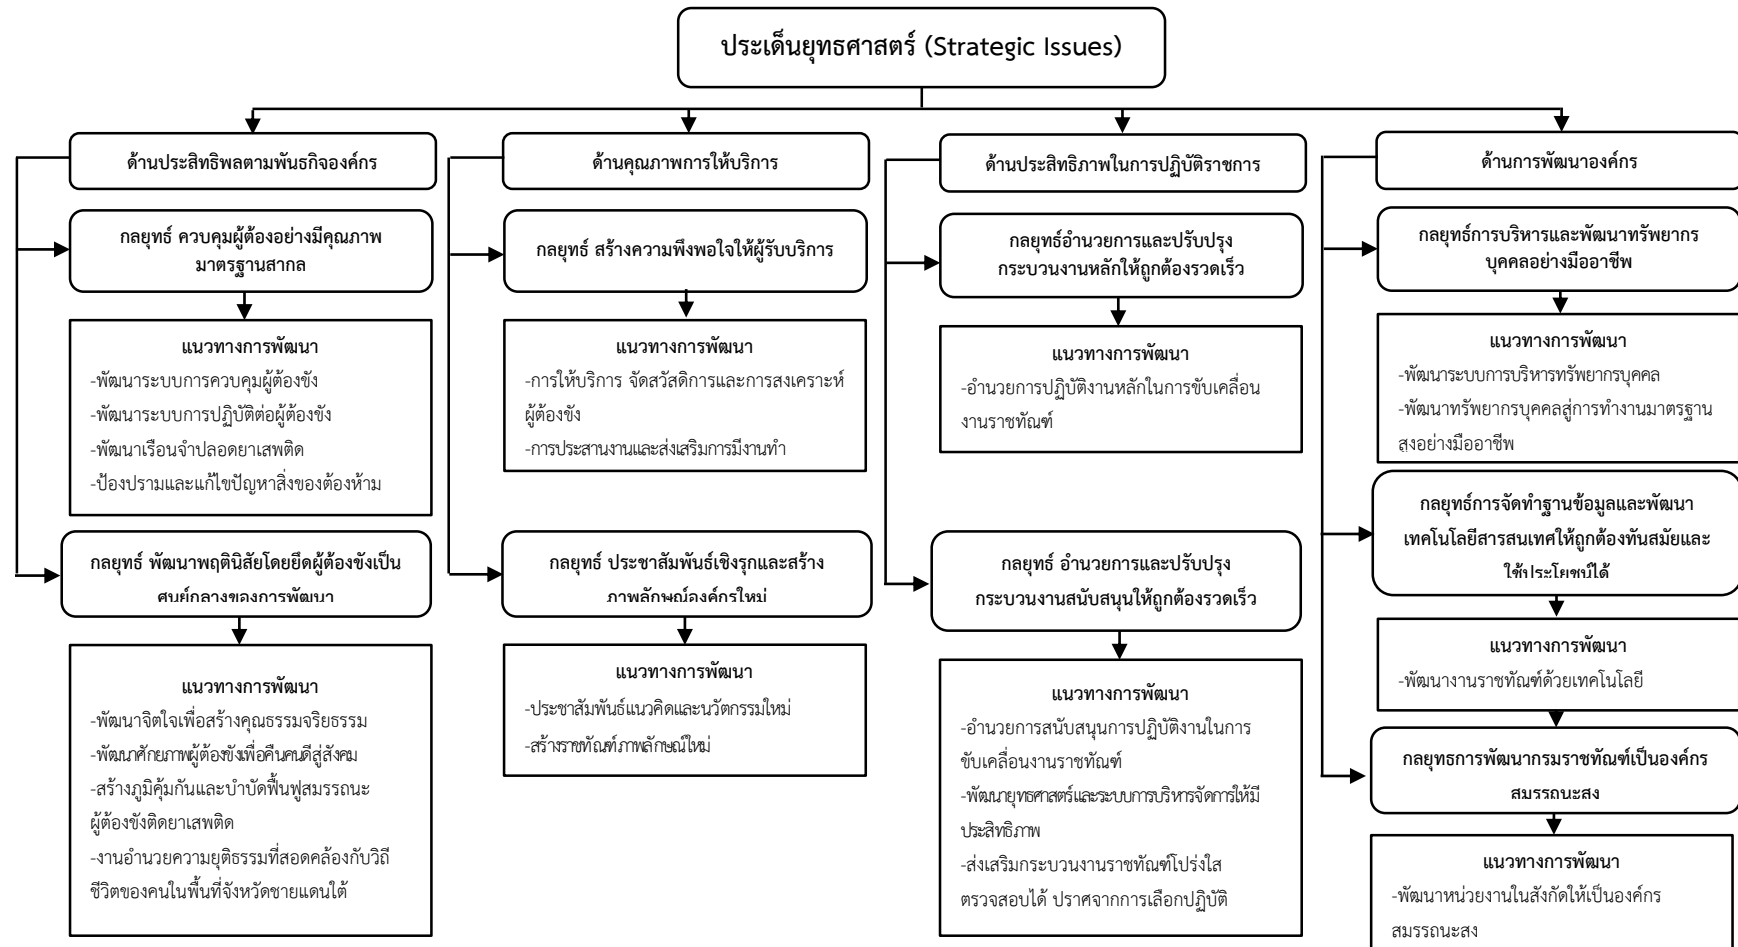 ประเด็นยุทธศาสตร์ (Strategic Issues)
ด้านประสิทธิพลตามพันธกิจองค์กร
กลยุทธ์ ควบคุมผู้ต้องอย่างมีคุณภาพ
มาตรฐานสากล
แนวทางการพัฒนา
-พัฒนาระบบการควบคุมผู้ต้องขัง
-พัฒนาระบบการปฏิบัติต่อผู้ต้องขัง
-พัฒนาเรือนจำปลอดยาเสพติด
-ป้องปรามและแก้ไขปัญหาสิ่งของต้องห้าม
กลยุทธ์ พัฒนาพฤตินิสัยโดยยึดผู้ต้องขังเป็น
ศูนย์กลางของการพัฒนา
แนวทางการพัฒนา
-พัฒนาจิตใจเพื่อสร้างคุณธรรมจริยธรรม
-พัฒนาศักยภาพผู้ต้องขังเพื่อคืนคนดีสู่สังคม
-สร้างภูมิคุ้มกันและบำบัดฟื้นฟูสมรรถนะ
ผู้ต้องขังติดยาเสพติด
-งานอำนวยความยุติธรรมที่สอดคล้องกับวิถี
ชีวิตของคนในพื้นที่จังหวัดชายแดนใต้
ด้านคุณภาพการให้บริการ
กลยุทธ์ สร้างความพึงพอใจให้ผู้รับบริการ
แนวทางการพัฒนา
-การให้บริการ จัดสวัสดิการและการสงเคราะห์
ผู้ต้องขัง
-การประสานงานและส่งเสริมการมีงานทำ
กลยุทธ์ ประชาสัมพันธ์เชิงรุกและสร้าง
ภาพลักษณ์องค์กรใหม่
แนวทางการพัฒนา
-ประชาสัมพันธ์แนวคิดและนวัตกรรมใหม่
-สร้างราชทัณฑ์ภาพลักษณ์ใหม่
ด้านประสิทธิภาพในการปฏิบัติราชการ
กลยุทธ์อำนวยการและปรับปรุง
กระบวนงานหลักให้ถูกต้องรวดเร็ว
แนวทางการพัฒนา
-อำนวยการปฏิบัติงานหลักในการขับเคลื่อน
งานราชทัณฑ์
กลยุทธ์ อำนวยการและปรับปรุง
กระบวนงานสนับสนุนให้ถูกต้องรวดเร็ว
แนวทางการพัฒนา
-อำนวยการสนับสนุนการปฏิบัติงานในการ
ขับเคลื่อนงานราชทัณฑ์
-พัฒนายุทธศาสตร์และระบบการบริหารจัดการให้มี
ประสิทธิภาพ
-ส่งเสริมกระบวนงานราชทัณฑ์โปร่งใส
ตรวจสอบได้ ปราศจากการเลือกปฏิบัติ
ด้านการพัฒนาองค์กร
กลยุทธ์การบริหารและพัฒนาทรัพยากร
บุคคลอย่างมืออาชีพ
แนวทางการพัฒนา
-พัฒนาระบบการบริหารทรัพยากรบุคคล
-พัฒนาทรัพยากรบุคคลสู่การทำงานมาตรฐาน
สูงอย่างมืออาชีพ
กลยุทธ์การจัดทำฐานข้อมูลและพัฒนา
เทคโนโลยีสารสนเทศให้ถูกต้องทันสมัยและ
ใช้ประโยชน์ได้
แนวทางการพัฒนา
-พัฒนางานราชทัณฑ์ด้วยเทคโนโลยี
กลยุทธการพัฒนากรมราชทัณฑ์เป็นองค์กร
สมรรถนะสูง
แนวทางการพัฒนา
-พัฒนาหน่วยงานในสังกัดให้เป็นองค์กร
สมรรถนะสูง